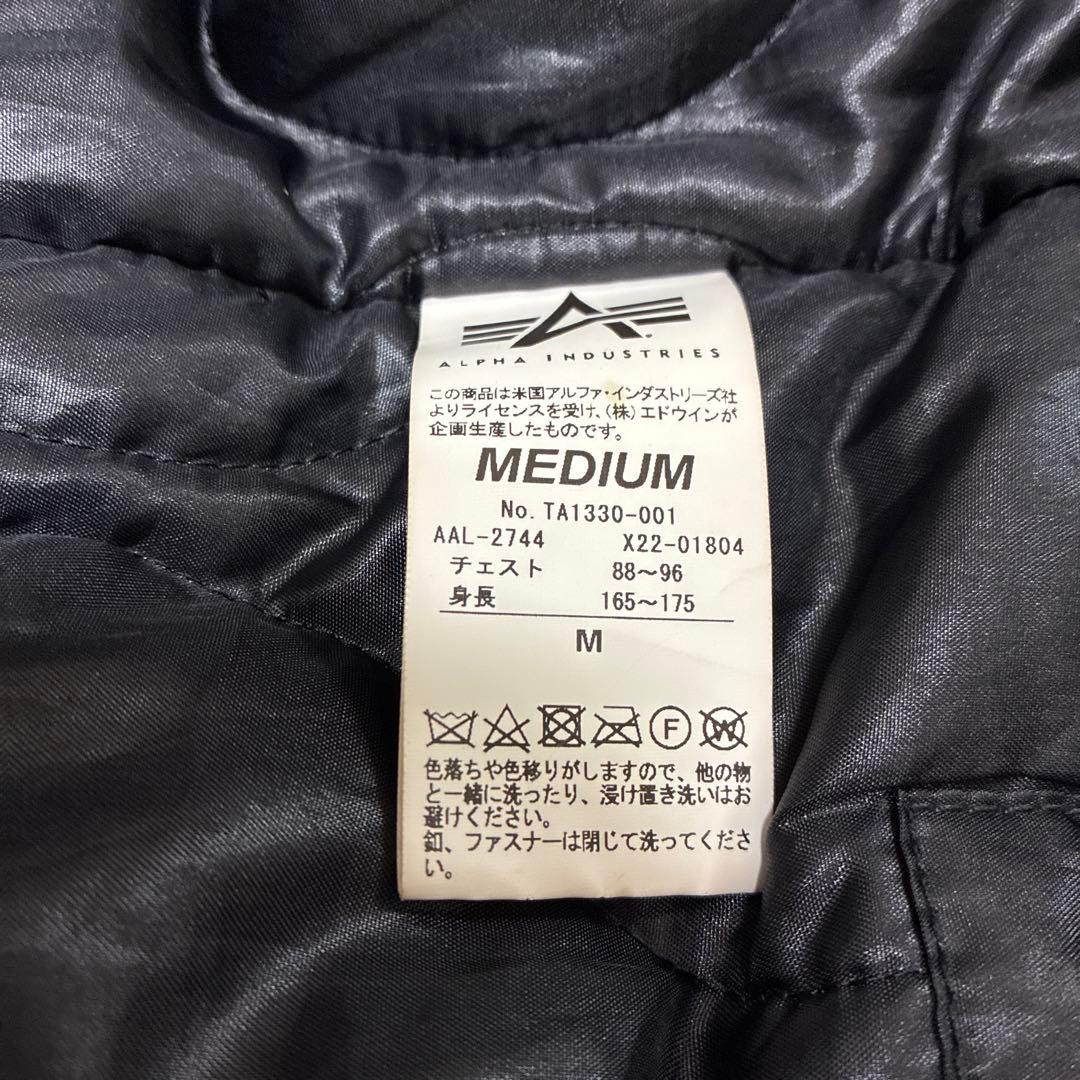 ALPHA INDUSTRIES
この商品は米国アルファ・インダストリーズ社
よりライセンスを受け、(株)エドウインが
企画生産したものです。
MEDIUM
No. TA1330-001
AAL-2744 X22-01804
チェスト 88～96
身長 165～175
M
F W
色落ちや色移りがしますので、他の物
と一緒に洗ったり、浸け置き洗いはお
避けください。
釦、ファスナーは閉じて洗ってくださ
い。